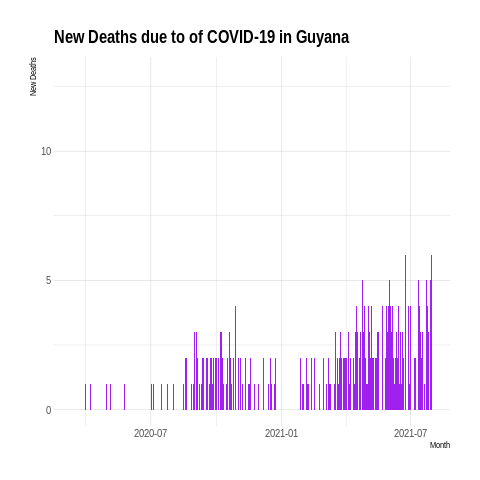 New Deaths due to of COVID-19 in Guyana
New Deaths
10
5
0
2020-07
2021-01
2021-07
Month